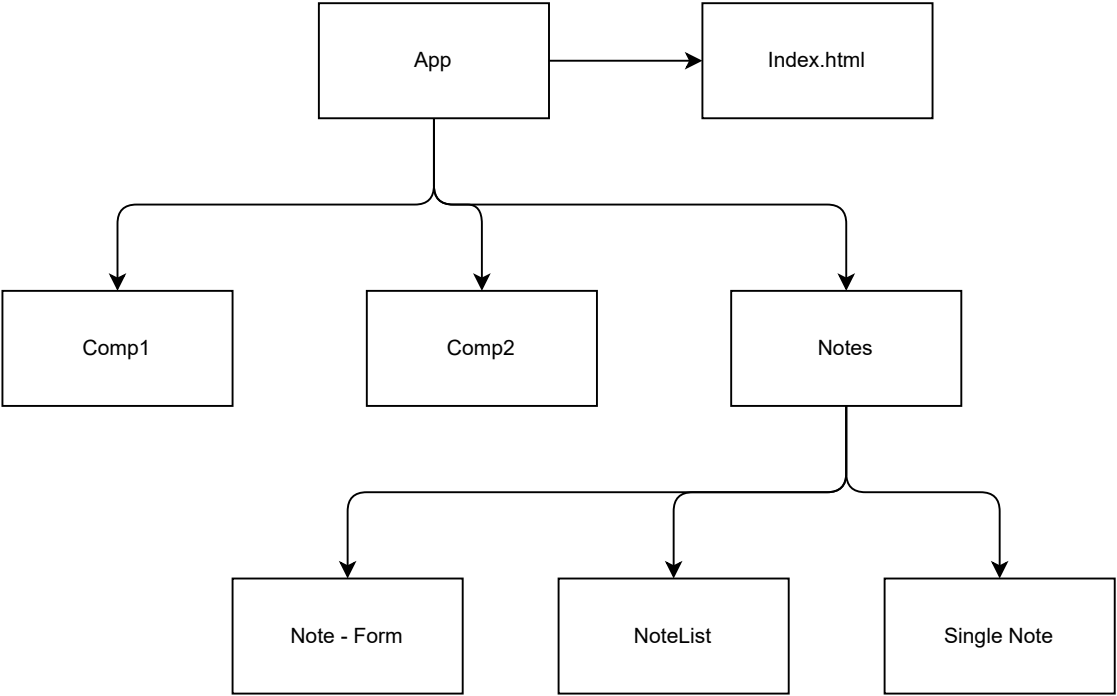 App
Index.html
Comp1
Comp2
Notes
Note - Form
NoteList
Single Note